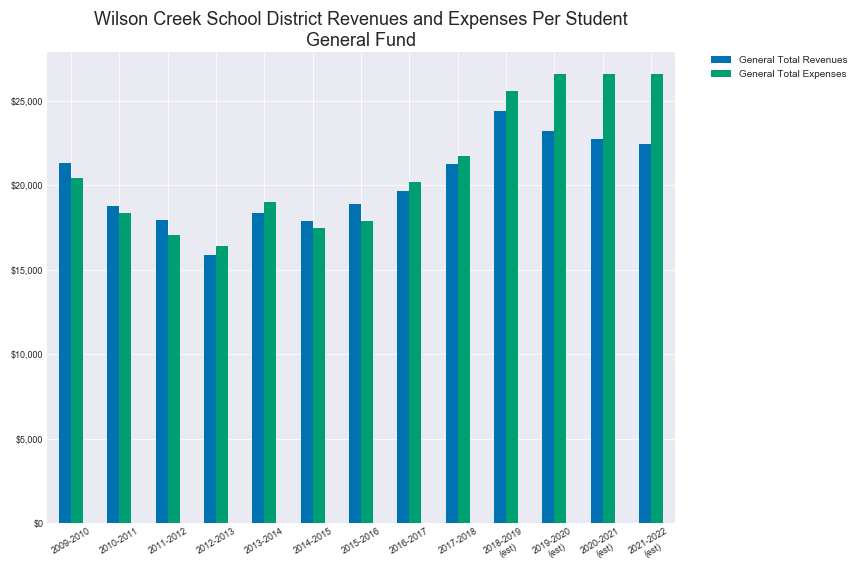 Wilson Creek School District Revenues and Expenses Per Student
General Fund
General Total Revenues
General Total Expenses
$25,000
$20,000
$15,000
$10,000
$5,000
$0
2009-2010
2010-2011
2011-2012
2012-2013
2013-2014
2014-2015
2015-2016
2016-2017
2017-2018
2018-2019
(est)
2019-2020
(est)
2020-2021
(est)
2021-2022
(est)